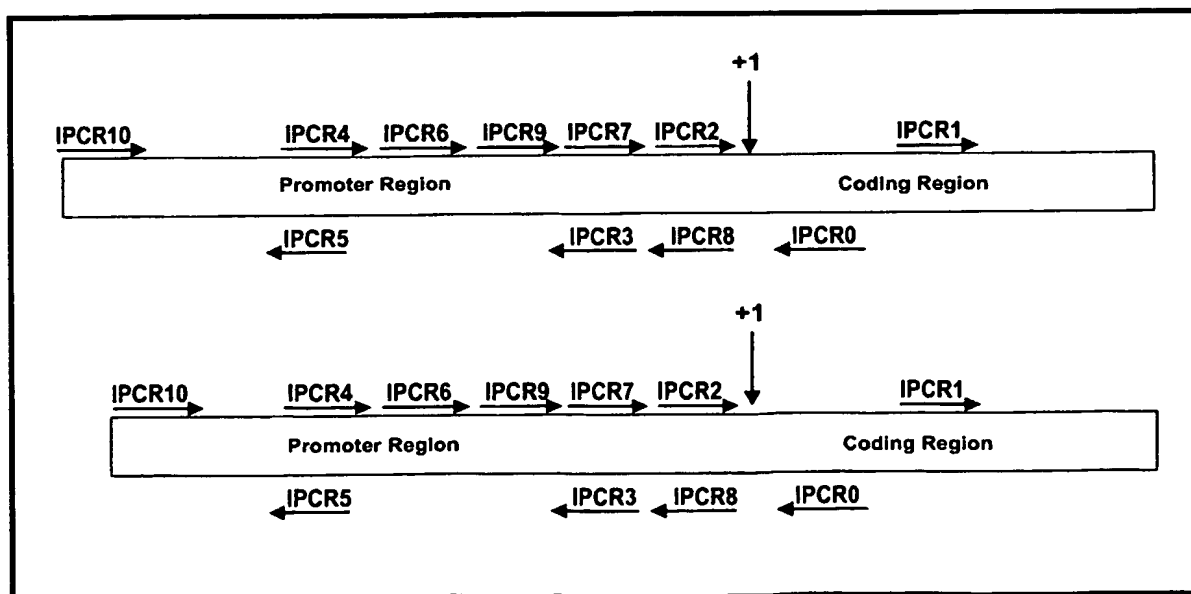 +1
IPCR10 IPCR4 IPCR6 IPCR9 IPCR7 IPCR2 IPCR1
Promoter Region Coding Region
IPCR5 IPCR3 IPCR8 IPCR0
+1
IPCR10 IPCR4 IPCR6 IPCR9 IPCR7 IPCR2 IPCR1
Promoter Region Coding Region
IPCR5 IPCR3 IPCR8 IPCR0